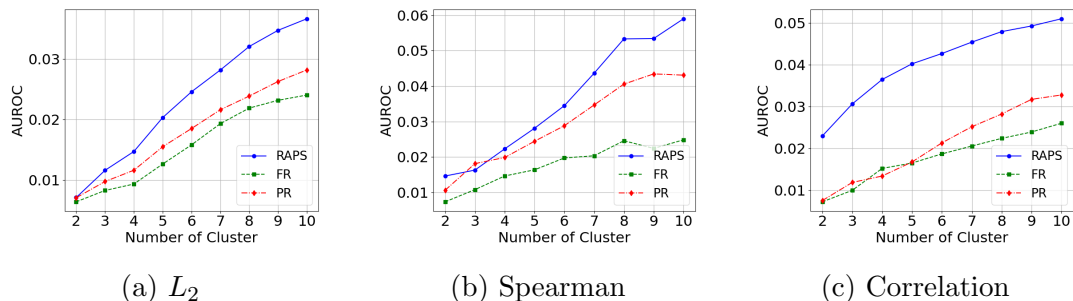 0.03
0.02
0.01
AUROC
2 3 4 5 6 7 8 9 10
Number of Cluster
RAPS
FR
PR
(a) L₂
0.06
0.05
0.04
0.03
0.02
0.01
AUROC
2 3 4 5 6 7 8 9 10
Number of Cluster
RAPS
FR
PR
(b) Spearman
0.05
0.04
0.03
0.02
0.01
AUROC
2 3 4 5 6 7 8 9 10
Number of Cluster
RAPS
FR
PR
(c) Correlation